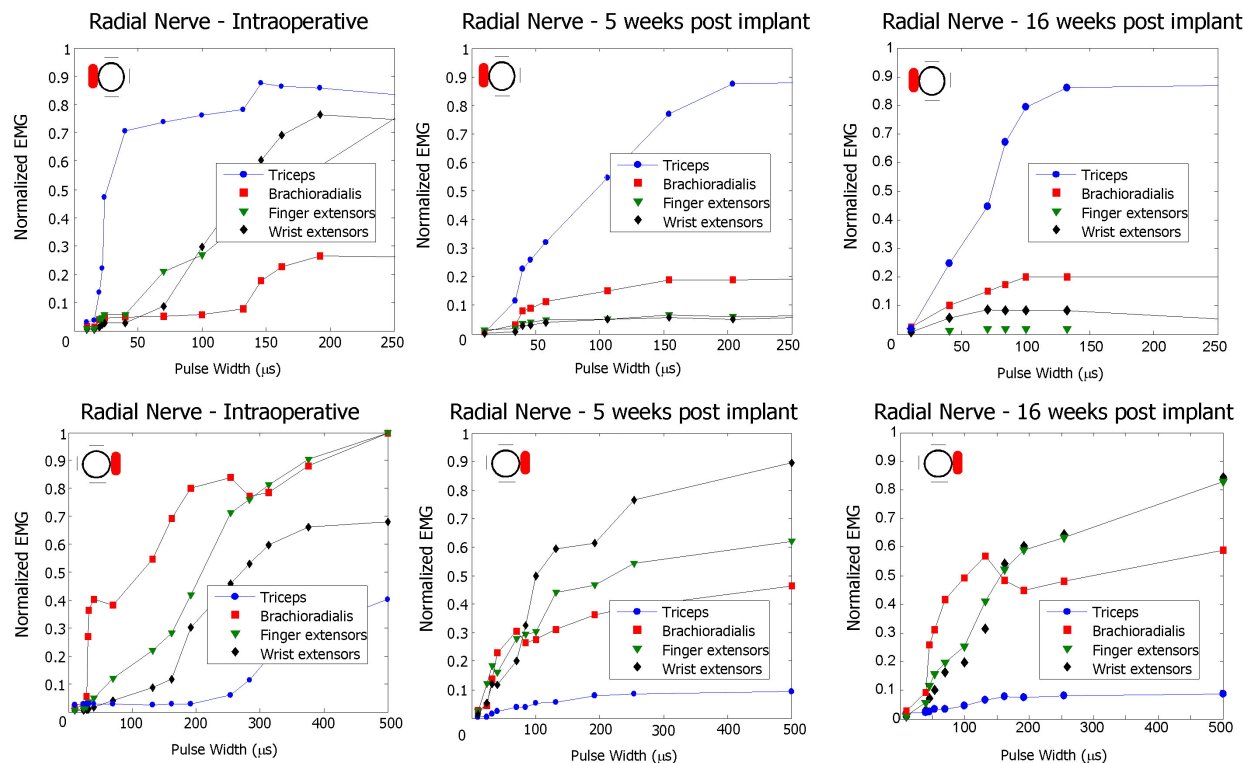 Radial Nerve - Intraoperative
Normalized EMG
1
0.9
0.8
0.7
0.6
0.5
0.4
0.3
0.2
0.1
0 50 100 150 200 250
Pulse Width (μs)
Triceps
Brachioradialis
Finger extensors
Wrist extensors
Radial Nerve - 5 weeks post implant
Normalized EMG
1
0.9
0.8
0.7
0.6
0.5
0.4
0.3
0.2
0.1
0 50 100 150 200 250
Pulse Width (μs)
Triceps
Brachioradialis
Finger extensors
Wrist extensors
Radial Nerve - 16 weeks post implant
Normalized EMG
1
0.9
0.8
0.7
0.6
0.5
0.4
0.3
0.2
0.1
0 50 100 150 200 250
Pulse Width (μs)
Triceps
Brachioradialis
Finger extensors
Wrist extensors
Radial Nerve - Intraoperative
Normalized EMG
1
0.9
0.8
0.7
0.6
0.5
0.4
0.3
0.2
0.1
0 100 200 300 400 500
Pulse Width (μs)
Triceps
Brachioradialis
Finger extensors
Wrist extensors
Radial Nerve - 5 weeks post implant
Normalized EMG
1
0.9
0.8
0.7
0.6
0.5
0.4
0.3
0.2
0.1
0 100 200 300 400 500
Pulse Width (μs)
Triceps
Brachioradialis
Finger extensors
Wrist extensors
Radial Nerve - 16 weeks post implant
Normalized EMG
1
0.9
0.8
0.7
0.6
0.5
0.4
0.3
0.2
0.1
0
0 100 200 300 400 500
Pulse Width (μs)
Triceps
Brachioradialis
Finger extensors
Wrist extensors